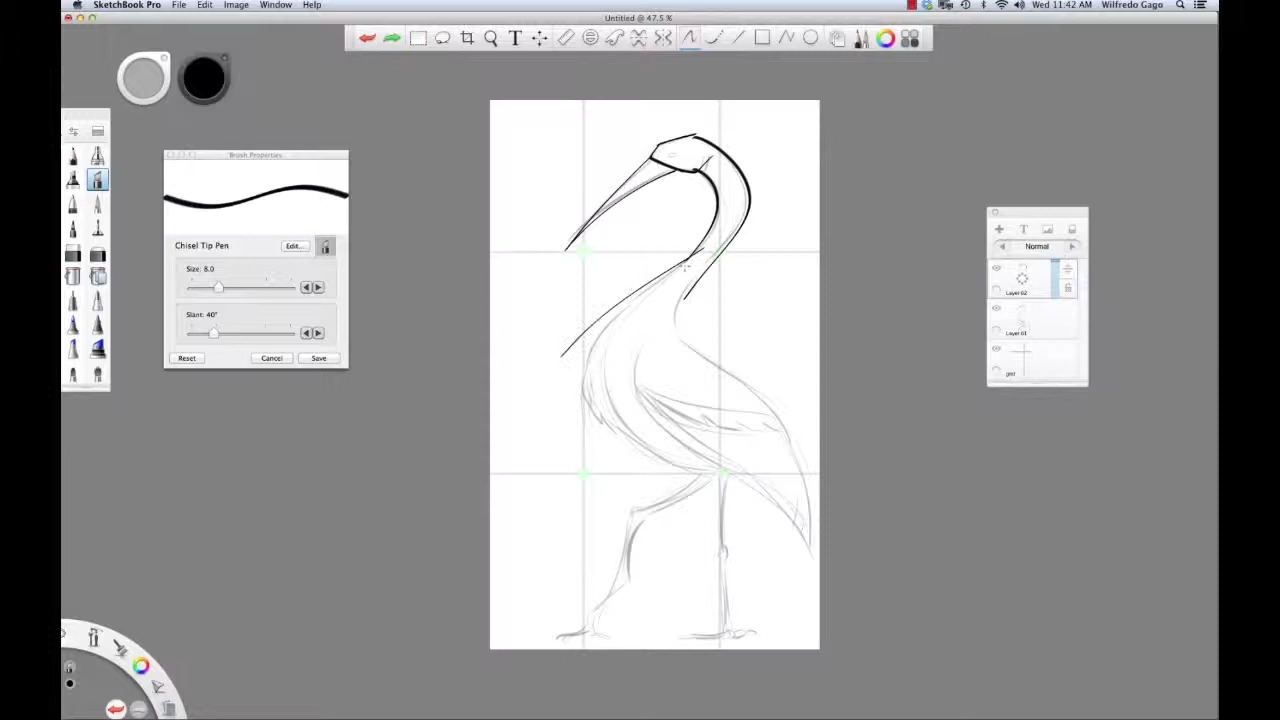 SketchBook Pro File Edit Image Window Help Wed 11:42 AM Wilfredo Gago
Untitled @ 47.5 %
T
Brush Properties
Chisel Tip Pen Edit...
Size: 8.0
Slant: 40°
Reset Cancel Save
T
Normal
Layer 02
Layer 01